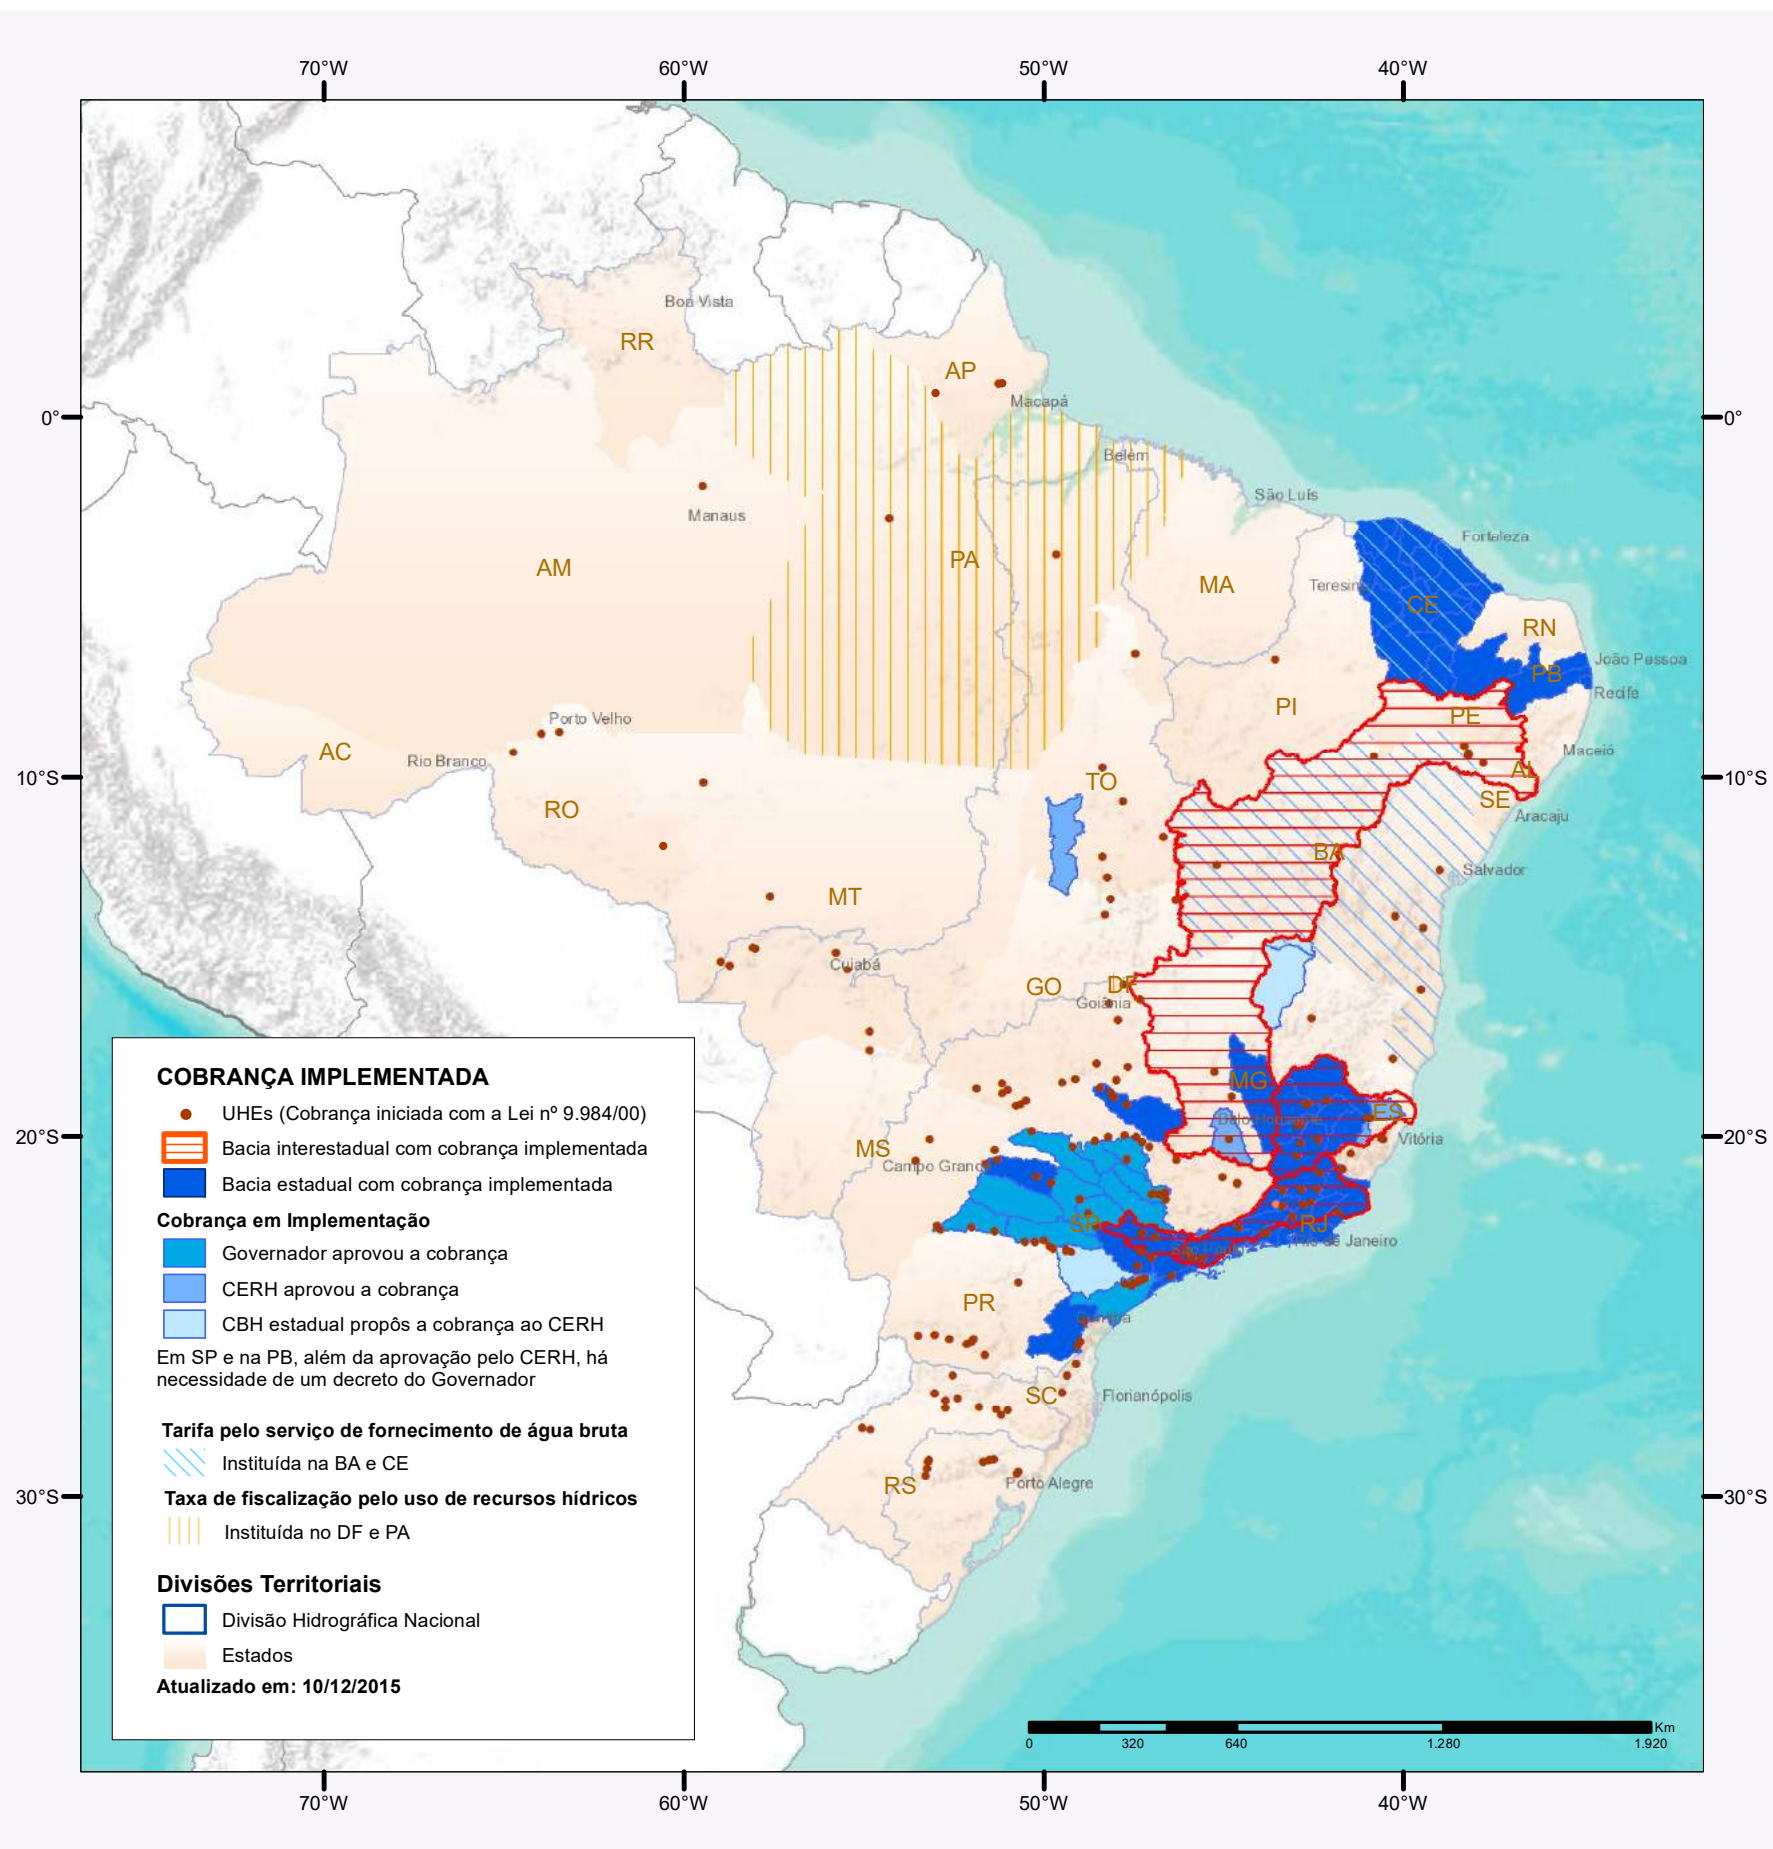 70°W 60°W 50°W 40°W
Boa Vista
RR
AP
Macapá
0° 0°
Belém
São Luís
Manaus
Fortaleza
AM
PA
MA
Teresina
CE
RN
João Pessoa
PB
Recife
PI
PE
Porto Velho
AC
Rio Branco
Maceió
AL
10°S 10°S
TO
SE
RO
Aracaju
BA
Salvador
MT
Cuiabá
GO
DF
Goiânia
MG
ES
Belo Horizonte
20°S 20°S
Vitória
MS
Campo Grande
SP
RJ
Rio de Janeiro
São Paulo
PR
Curitiba
SC
Florianópolis
RS
Porto Alegre
30°S 30°S
COBRANÇA IMPLEMENTADA
UHEs (Cobrança iniciada com a Lei nº 9.984/00)
Bacia interestadual com cobrança implementada
Bacia estadual com cobrança implementada
Cobrança em Implementação
Governador aprovou a cobrança
CERH aprovou a cobrança
CBH estadual propôs a cobrança ao CERH
Em SP e na PB, além da aprovação pelo CERH, há
necessidade de um decreto do Governador
Tarifa pelo serviço de fornecimento de água bruta
Instituída na BA e CE
Taxa de fiscalização pelo uso de recursos hídricos
Instituída no DF e PA
Divisões Territoriais
Divisão Hidrográfica Nacional
Estados
Atualizado em: 10/12/2015
Km
0 320 640 1.280 1.920
70°W 60°W 50°W 40°W